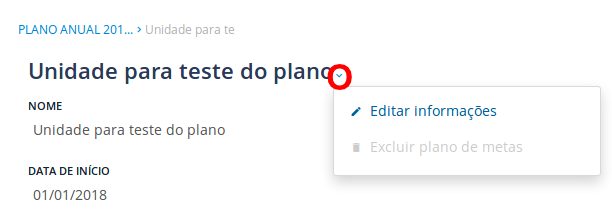 PLANO ANUAL 201... › Unidade para te
Unidade para teste do plano
NOME
Editar informações
Unidade para teste do plano
Excluir plano de metas
DATA DE INÍCIO
01/01/2018